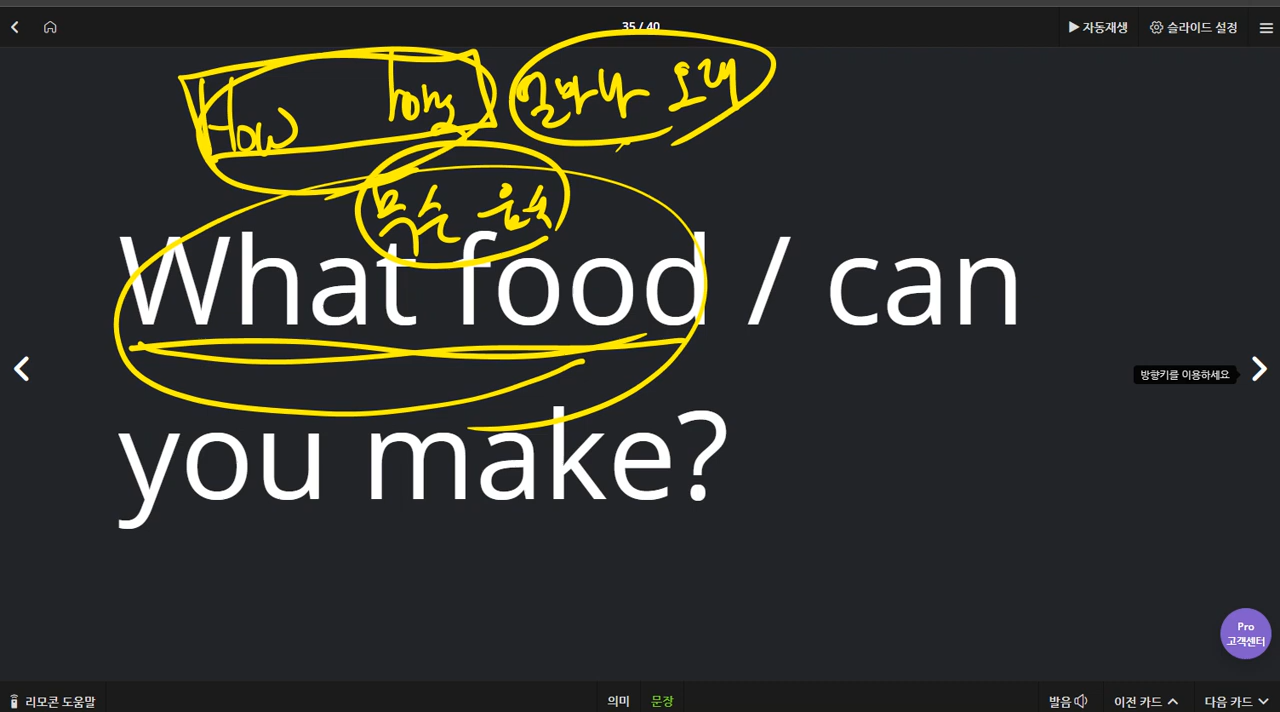 35 / 40
▶ 자동재생
슬라이드 설정
How long 얼마나 오래
무슨 음식
What food / can
you make?
방향키를 이용하세요
Pro
고객센터
리모콘 도움말
의미
문장
발음
이전 카드
다음 카드